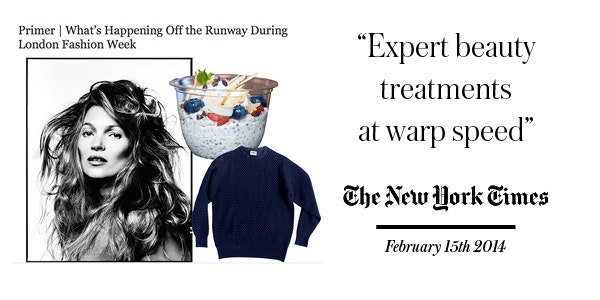 Primer | What’s Happening Off the Runway During
London Fashion Week
“Expert beauty
treatments
at warp speed”
The New York Times
February 15th 2014